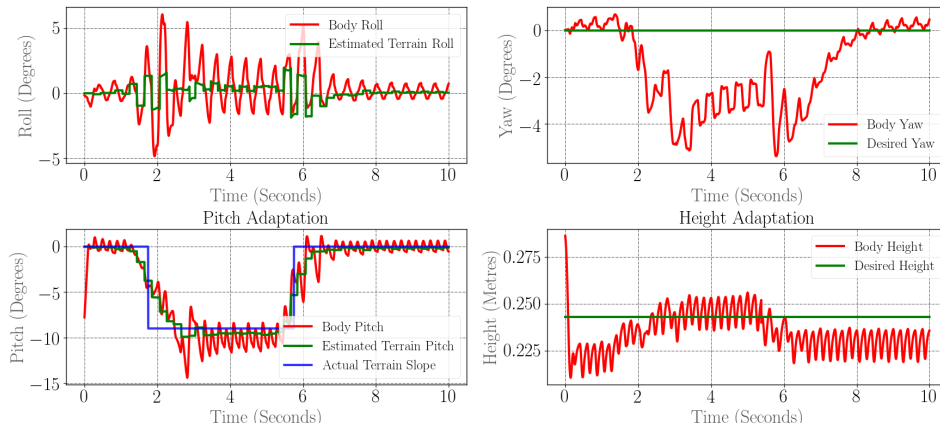 5
0
−5
0 2 4 6 8 10
Roll (Degrees)
Time (Seconds)
Body Roll
Estimated Terrain Roll
0
−2
−4
0 2 4 6 8 10
Yaw (Degrees)
Time (Seconds)
Body Yaw
Desired Yaw
Pitch Adaptation
0
−5
−10
−15
0 2 4 6 8 10
Pitch (Degrees)
Time (Seconds)
Body Pitch
Estimated Terrain Pitch
Actual Terrain Slope
Height Adaptation
0.275
0.250
0.225
0 2 4 6 8 10
Height (Metres)
Time (Seconds)
Body Height
Desired Height